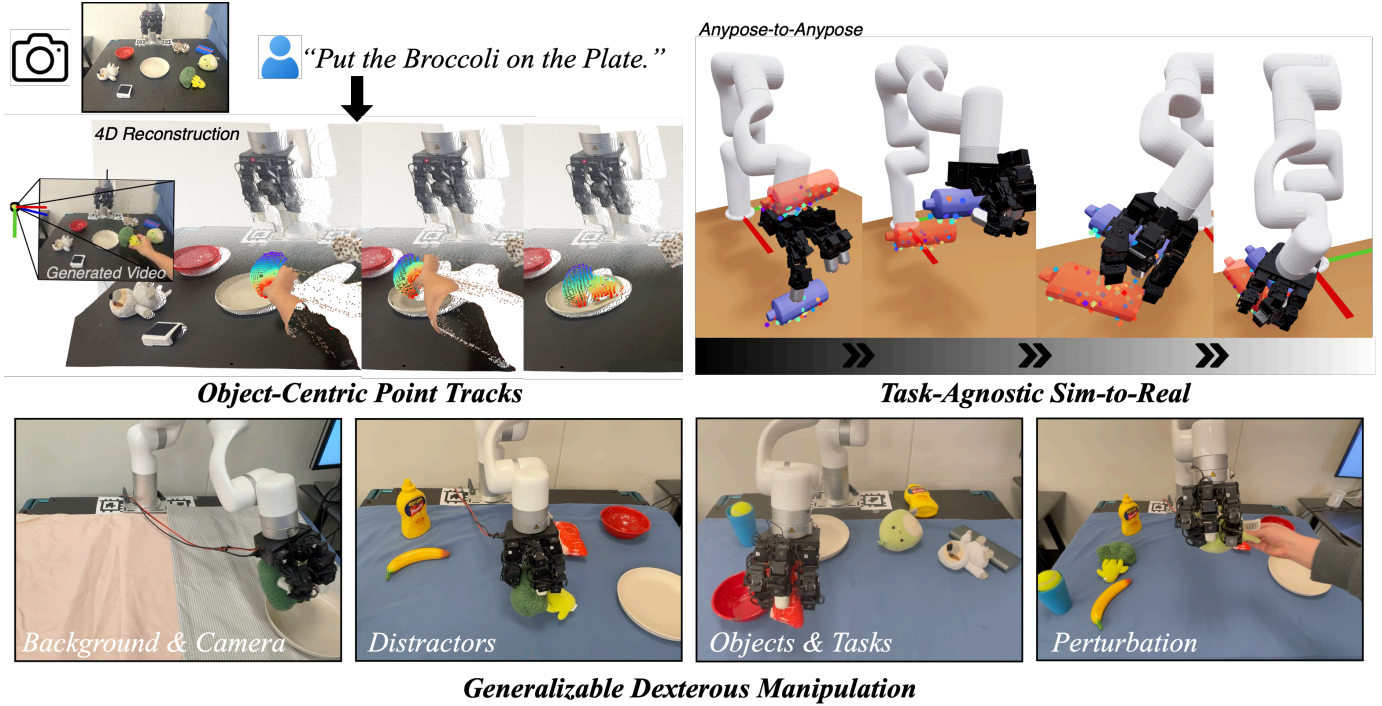 “Put the Broccoli on the Plate.”
4D Reconstruction
Generated Video
Object-Centric Point Tracks
Anypose-to-Anypose
Task-Agnostic Sim-to-Real
Background & Camera
Distractors
Objects & Tasks
Perturbation
Generalizable Dexterous Manipulation